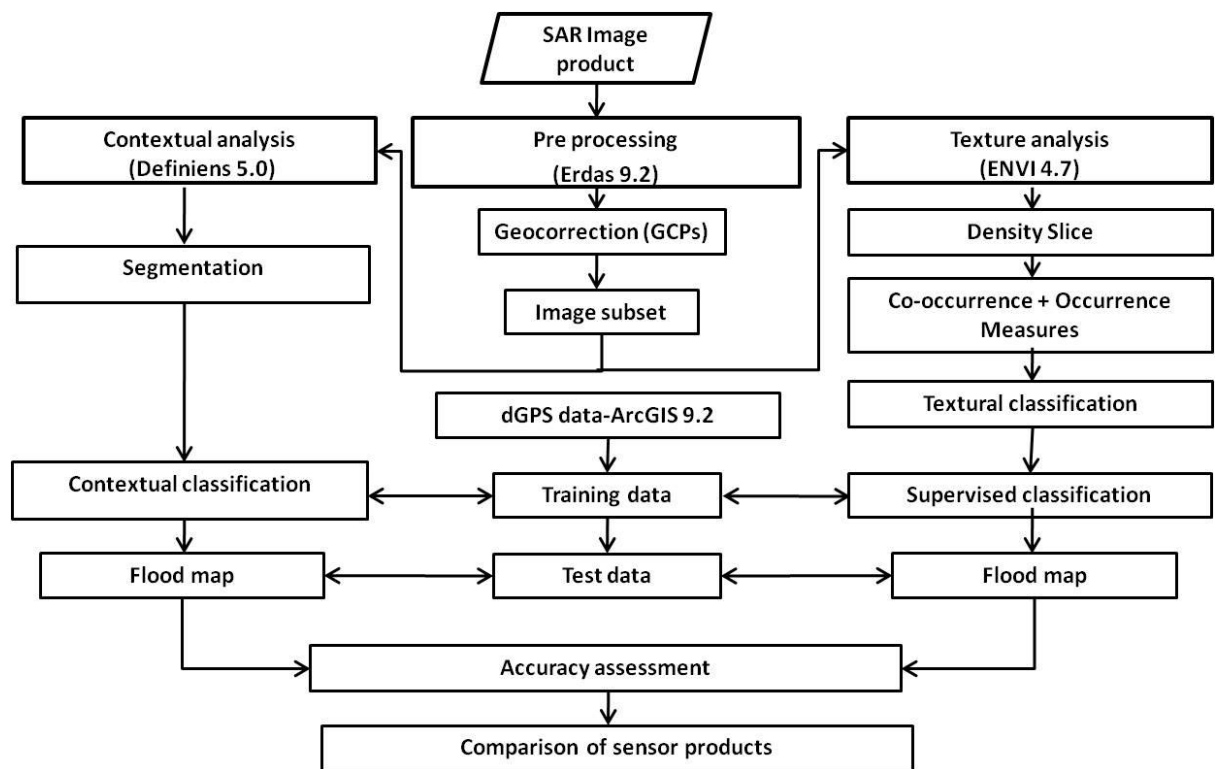 SAR Image
product
Contextual analysis
(Definiens 5.0)
Pre processing
(Erdas 9.2)
Texture analysis
(ENVI 4.7)
Geocorrection (GCPs)
Density Slice
Segmentation
Image subset
Co-occurrence + Occurrence
Measures
dGPS data-ArcGIS 9.2
Textural classification
Contextual classification
Training data
Supervised classification
Flood map
Test data
Flood map
Accuracy assessment
Comparison of sensor products